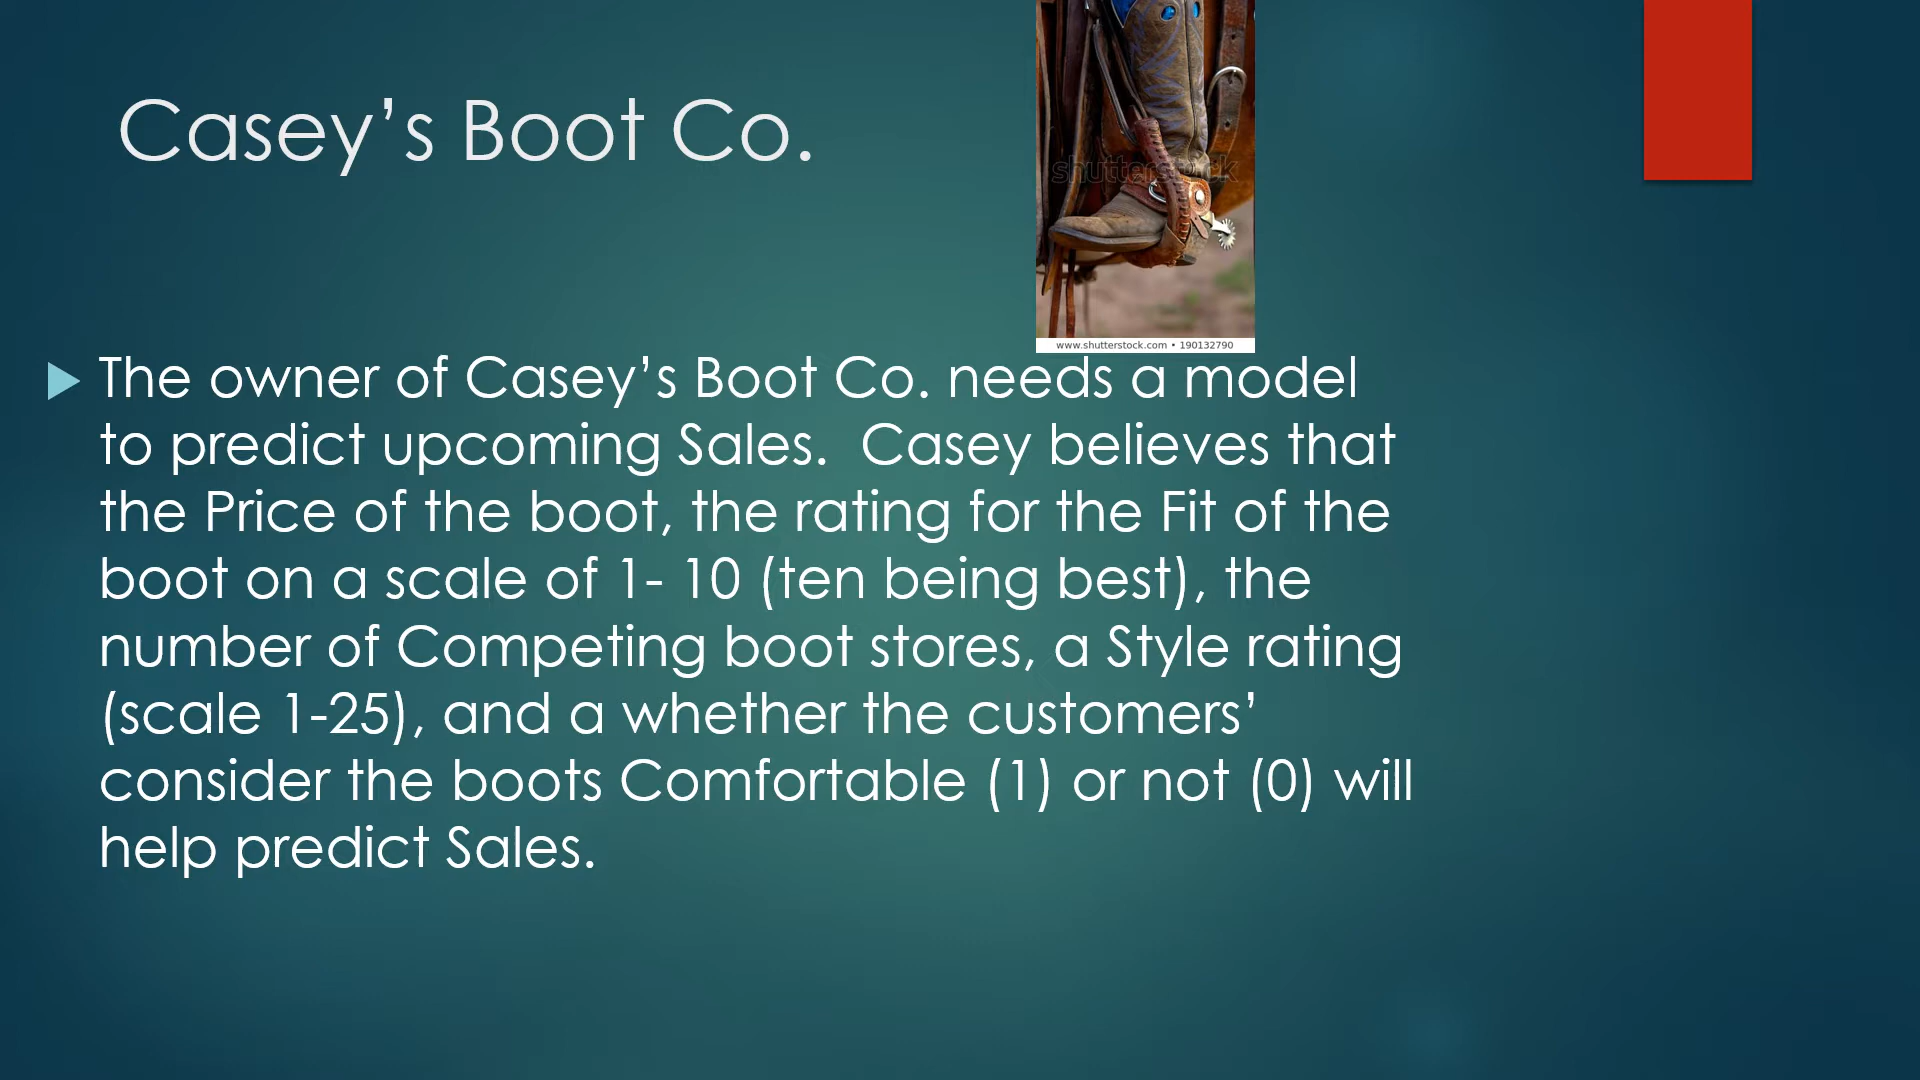 Casey’s Boot Co.
shutterstock
www.shutterstock.com • 190132790
The owner of Casey’s Boot Co. needs a model
to predict upcoming Sales.  Casey believes that
the Price of the boot, the rating for the Fit of the
boot on a scale of 1- 10 (ten being best), the
number of Competing boot stores, a Style rating
(scale 1-25), and a whether the customers’
consider the boots Comfortable (1) or not (0) will
help predict Sales.